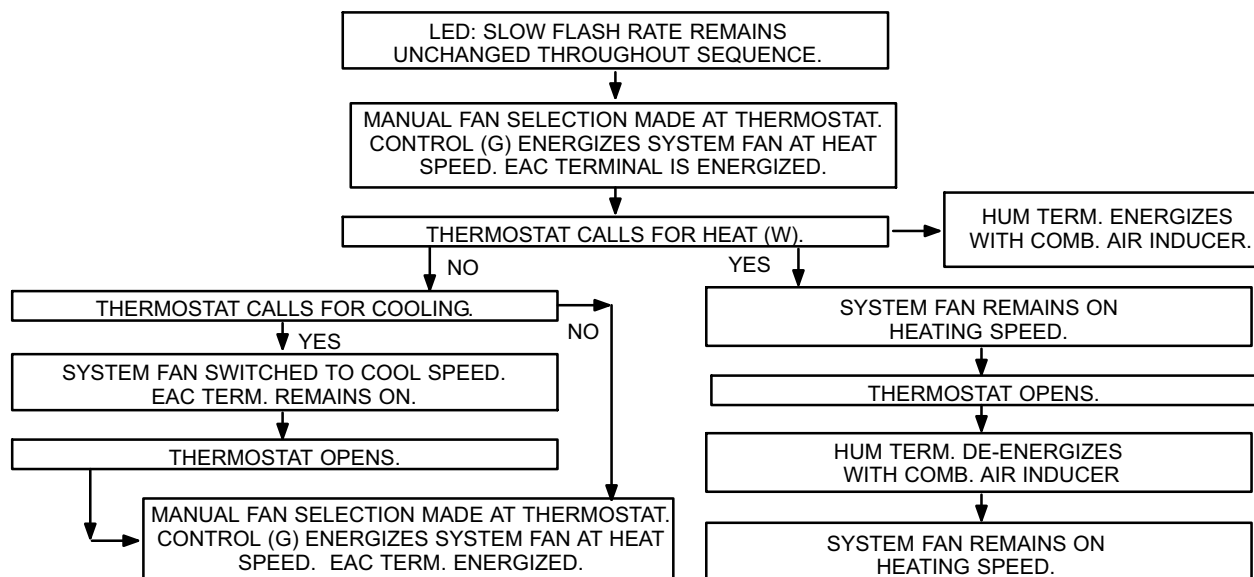 LED: SLOW FLASH RATE REMAINS
UNCHANGED THROUGHOUT SEQUENCE.
MANUAL FAN SELECTION MADE AT THERMOSTAT.
CONTROL (G) ENERGIZES SYSTEM FAN AT HEAT
SPEED. EAC TERMINAL IS ENERGIZED.
THERMOSTAT CALLS FOR HEAT (W).
HUM TERM. ENERGIZES
WITH COMB. AIR INDUCER.
NO
YES
THERMOSTAT CALLS FOR COOLING.
NO
YES
SYSTEM FAN SWITCHED TO COOL SPEED.
EAC TERM. REMAINS ON.
THERMOSTAT OPENS.
MANUAL FAN SELECTION MADE AT THERMOSTAT.
CONTROL (G) ENERGIZES SYSTEM FAN AT HEAT
SPEED. EAC TERM. ENERGIZED.
SYSTEM FAN REMAINS ON
HEATING SPEED.
THERMOSTAT OPENS.
HUM TERM. DE-ENERGIZES
WITH COMB. AIR INDUCER
SYSTEM FAN REMAINS ON
HEATING SPEED.